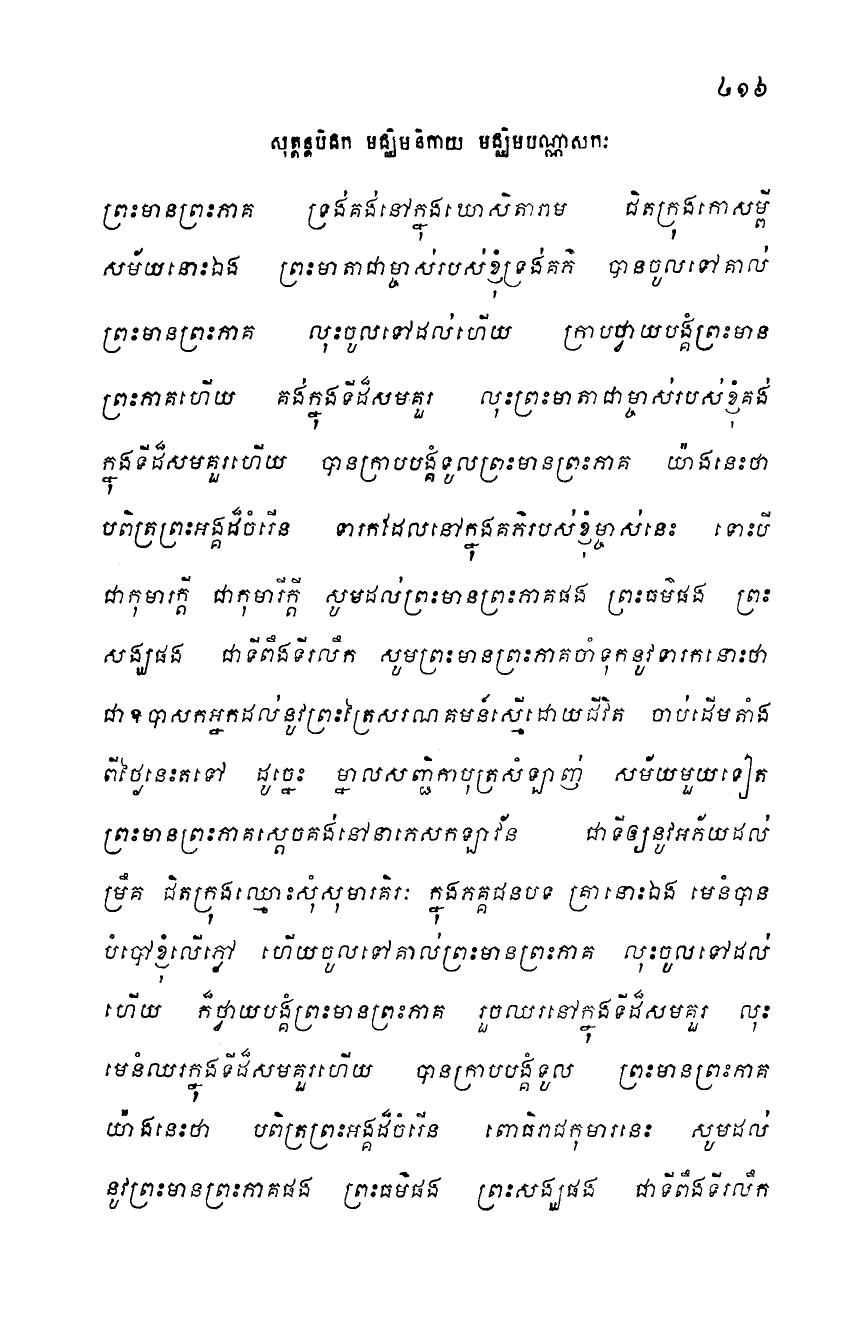 ៤១៦
សុត្តន្តបិដក មជ្ឈិមនិកាយ មជ្ឈិមបណ្ណាសកៈ
ព្រះមានព្រះភាគ ទ្រង់គង់នៅក្នុងឃោសិតារាម ជិតក្រុងកោសម្ពី
សម័យនោះឯង ព្រះមាតាជាម្ចាស់របស់ខ្ញុំទ្រង់គភ៌ បានចូលទៅគាល់
ព្រះមានព្រះភាគ លុះចូលទៅដល់ហើយ ក្រាបថ្វាយបង្គំព្រះមាន
ព្រះភាគហើយ គង់ក្នុងទីដ៏សមគួរ លុះព្រះមាតាជាម្ចាស់របស់ខ្ញុំគង់
ក្នុងទីដ៏សមគួរហើយ បានក្រាបបង្គំទូលព្រះមានព្រះភាគ យ៉ាងនេះថា
បពិត្រព្រះអង្គដ៏ចំរើន ទារកដែលនៅក្នុងគភ៌របស់ខ្ញុំម្ចាស់នេះ ទោះបី
ជាកុមារក្តី ជាកុមារីក្តី សូមដល់ព្រះមានព្រះភាគផង ព្រះធម៌ផង ព្រះ
សង្ឃផង ជាទីពឹងទីរលឹក សូមព្រះមានព្រះភាគចាំទុកនូវទារកនោះថា
ជាឧបាសកអ្នកដល់នូវព្រះត្រៃសរណគមន៍ស្មើដោយជីវិត ចាប់ដើមតាំង
ពីថ្ងៃនេះតទៅ ដូច្នេះ ម្នាលសញ្ជិកាបុត្រសំឡាញ់ សម័យមួយទៀត
ព្រះមានព្រះភាគស្តេចគង់នៅនាភេសកឡាវ័ន ជាទីឲ្យនូវអភ័យដល់
ម្រឹគ ជិតក្រុងឈ្មោះសុំសុមារគិរៈ ក្នុងភគ្គជនបទ គ្រានោះឯង មេនំបាន
បំពៅខ្ញុំលើភ្នៅ ហើយចូលទៅគាល់ព្រះមានព្រះភាគ លុះចូលទៅដល់
ហើយ ក៏ថ្វាយបង្គំព្រះមានព្រះភាគ រួចឈរនៅក្នុងទីដ៏សមគួរ លុះ
មេនំឈរក្នុងទីដ៏សមគួរហើយ បានក្រាបបង្គំទូល ព្រះមានព្រះភាគ
យ៉ាងនេះថា បពិត្រព្រះអង្គដ៏ចំរើន ពោធិរាជកុមារនេះ សូមដល់
នូវព្រះមានព្រះភាគផង ព្រះធម៌ផង ព្រះសង្ឃផង ជាទីពឹងទីរលឹក